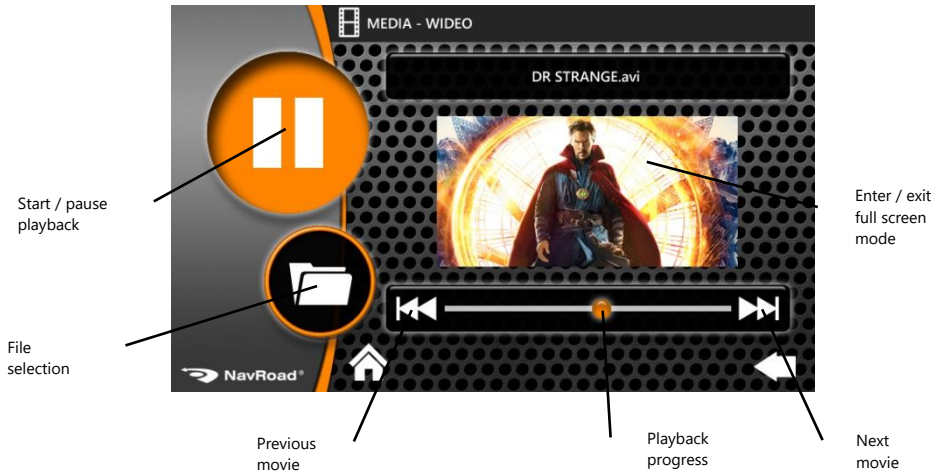 MEDIA - WIDEO
DR STRANGE.avi
Start / pause
playback
Enter / exit
full screen
mode
File
selection
NavRoad®
Previous
movie
Playback
progress
Next
movie